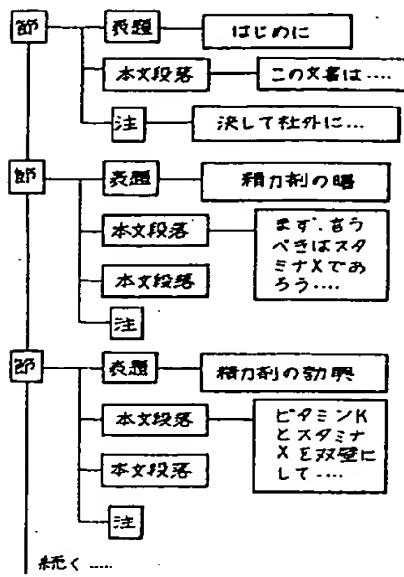 節
表題
はじめに
本文段落
この文書は....
注
決して社外に...
節
表題
精力剤の
本文段落
まず、言う
べきはスタ
ミナXであ
ろう....
本文段落
注
節
表題
精力剤の効果
本文段落
ビタミンK
とスタミナ
Xを双璧に
して....
本文段落
注
続く.....